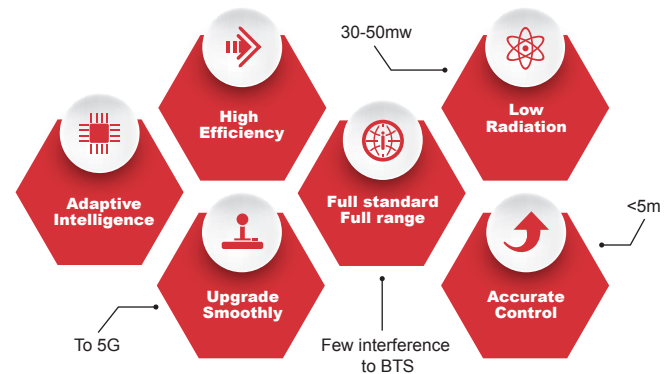 30-50mw
High
Efficiency
Low
Radiation
Adaptive
Intelligence
Full standard
Full range
<5m
Upgrade
Smoothly
Accurate
Control
To 5G
Few interference
to BTS